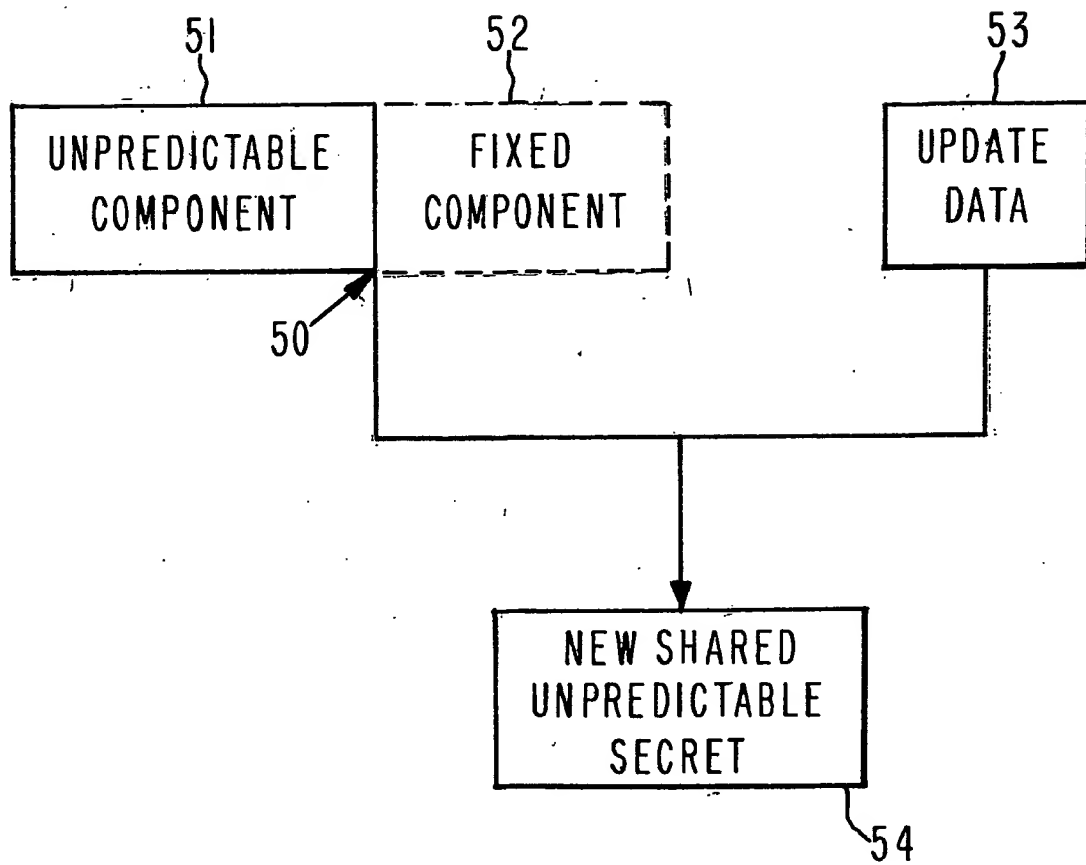 51
52
53
UNPREDICTABLE
COMPONENT
FIXED
COMPONENT
UPDATE
DATA
50
NEW SHARED
UNPREDICTABLE
SECRET
54